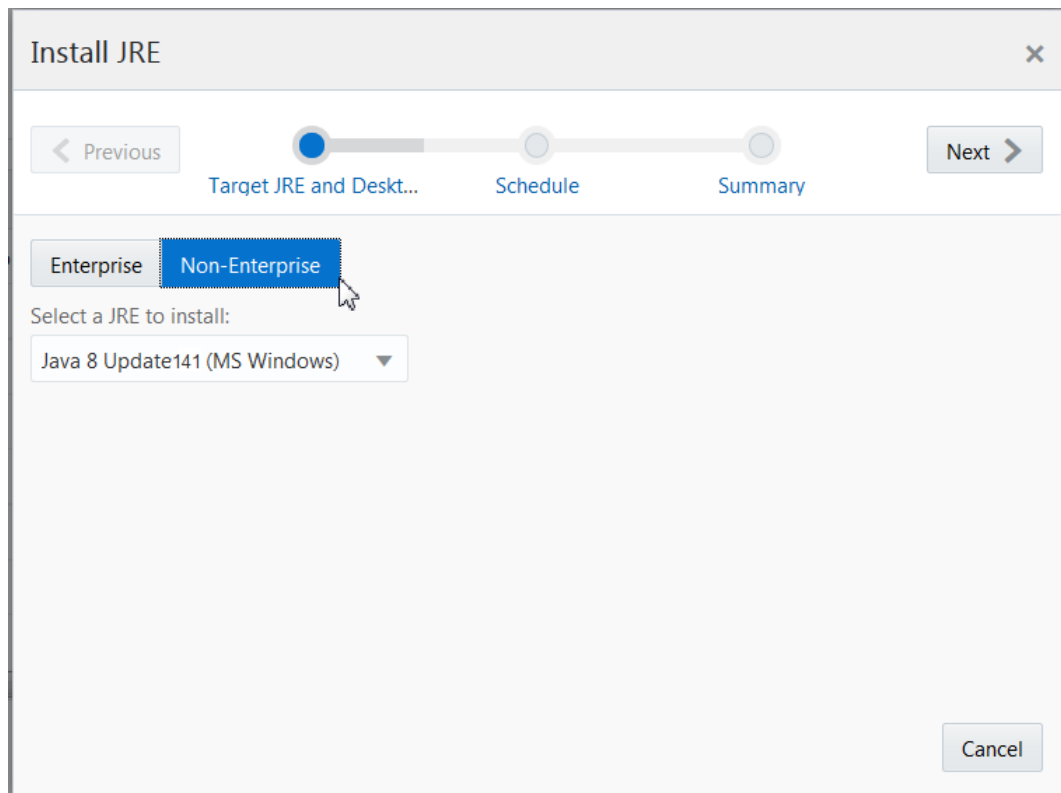 Install JRE
Previous
Next
Target JRE and Deskt...
Schedule
Summary
Enterprise
Non-Enterprise
Select a JRE to install:
Java 8 Update141 (MS Windows)
Cancel